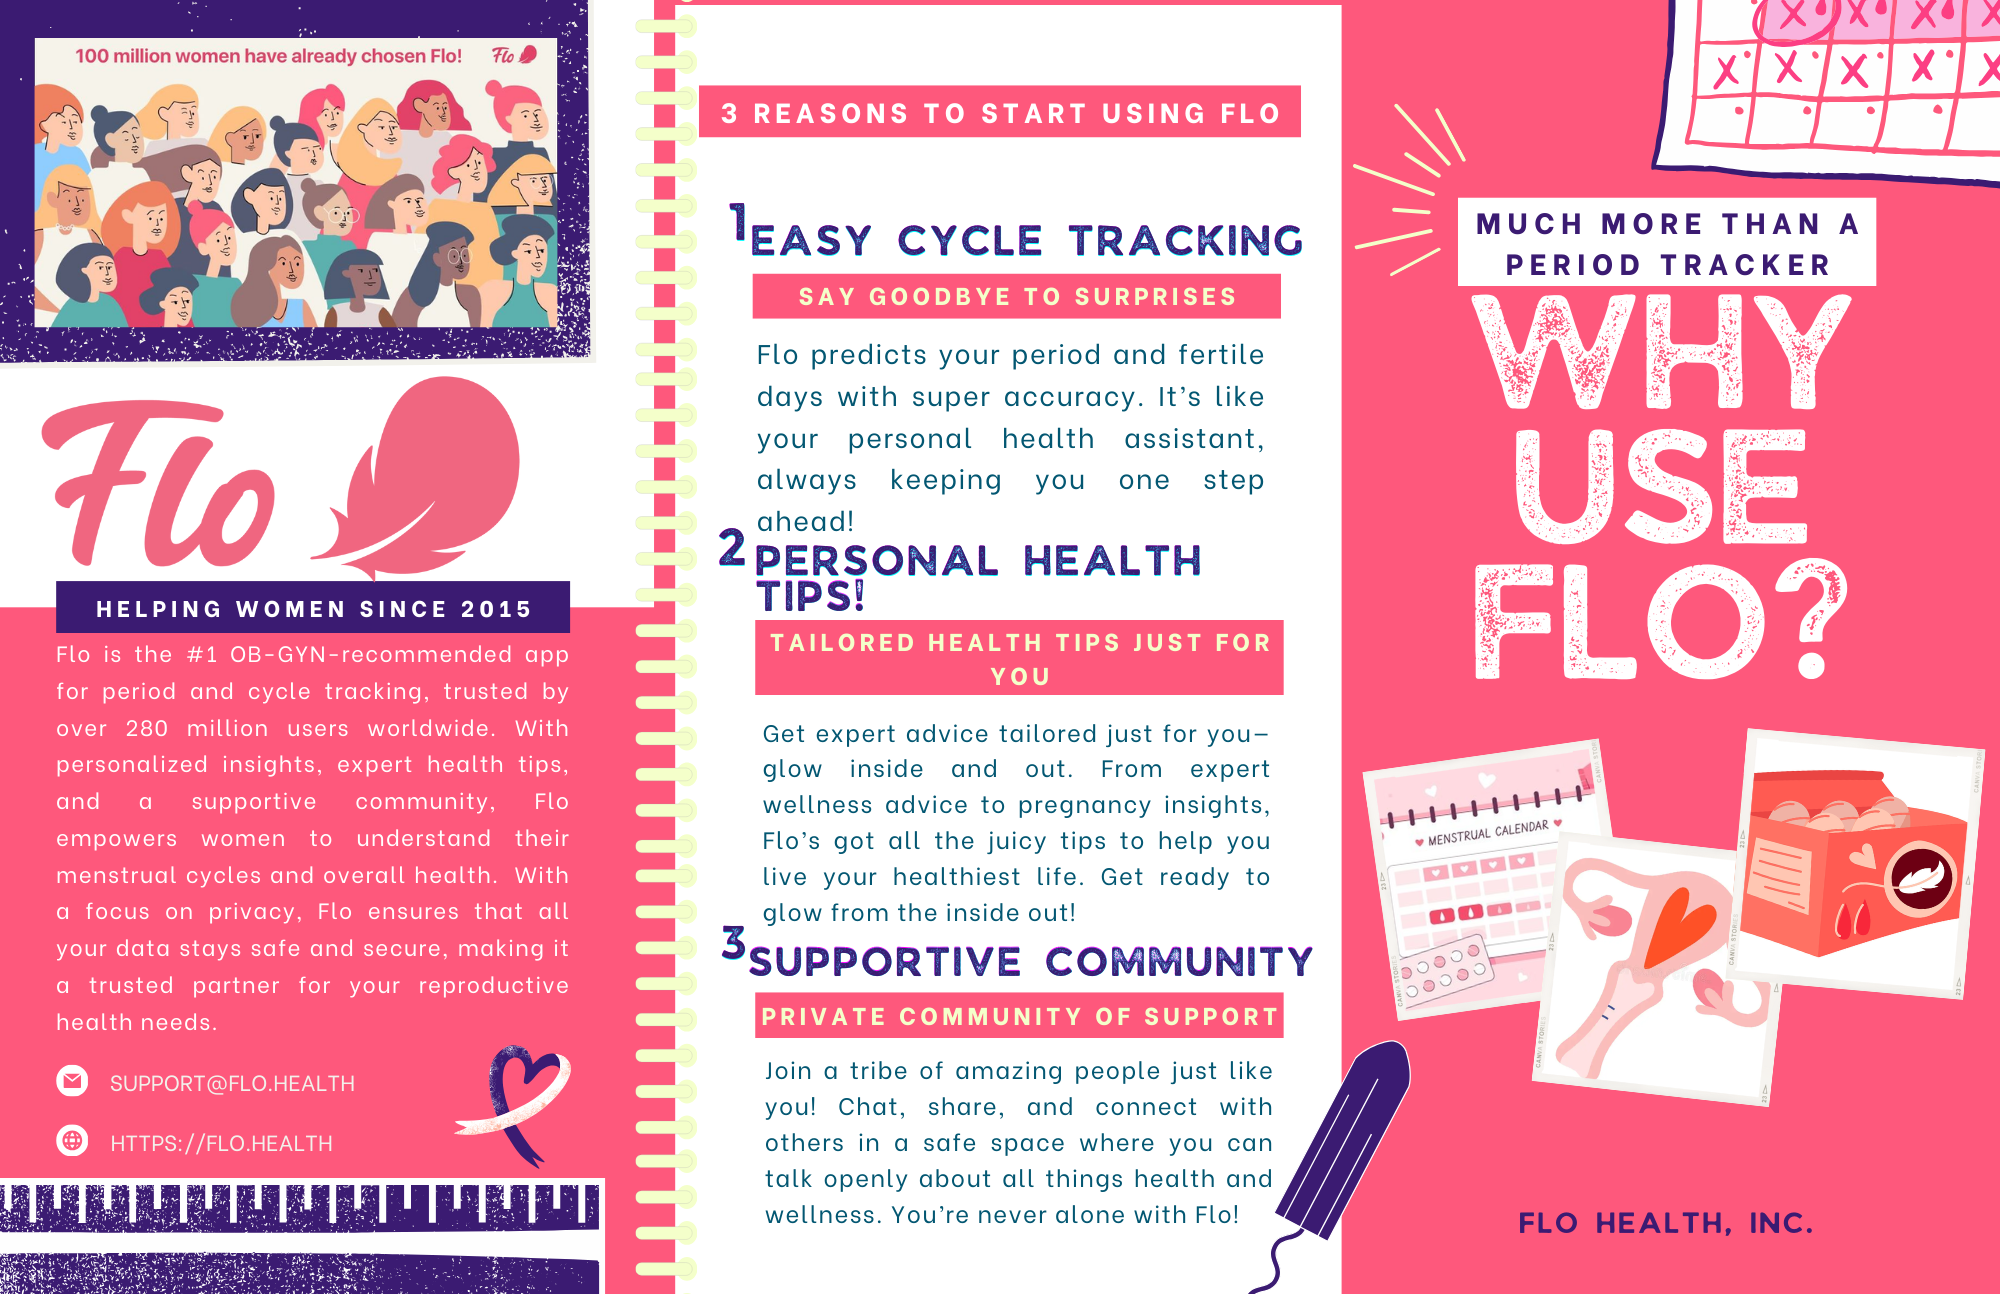 100 million women have already chosen Flo!
Flo
Flo
HELPING WOMEN SINCE 2015
Flo is the #1 OB-GYN-recommended app
for period and cycle tracking, trusted by
over 280 million users worldwide. With
personalized insights, expert health tips,
and a supportive community, Flo
empowers women to understand their
menstrual cycles and overall health. With
a focus on privacy, Flo ensures that all
your data stays safe and secure, making it
a trusted partner for your reproductive
health needs.
SUPPORT@FLO.HEALTH
HTTPS://FLO.HEALTH
3 REASONS TO START USING FLO
1 EASY CYCLE TRACKING
SAY GOODBYE TO SURPRISES
Flo predicts your period and fertile
days with super accuracy. It's like
your personal health assistant,
always keeping you one step
ahead!
2 PERSONAL HEALTH
TIPS!
TAILORED HEALTH TIPS JUST FOR
YOU
Get expert advice tailored just for you—
glow inside and out. From expert
wellness advice to pregnancy insights,
Flo's got all the juicy tips to help you
live your healthiest life. Get ready to
glow from the inside out!
3 SUPPORTIVE COMMUNITY
PRIVATE COMMUNITY OF SUPPORT
Join a tribe of amazing people just like
you! Chat, share, and connect with
others in a safe space where you can
talk openly about all things health and
wellness. You're never alone with Flo!
MUCH MORE THAN A
PERIOD TRACKER
WHY
USE
FLO?
MENSTRUAL CALENDAR
CANVA STORIES
23
CANVA STORIES
23
CANVA STORIES
23
FLO HEALTH, INC.